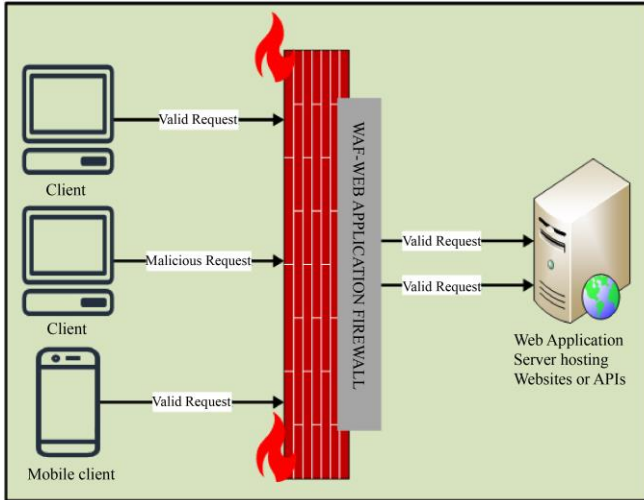 Valid Request
Client
WAF-WEB APPLICATION FIREWALL
Malicious Request
Client
Valid Request
Mobile client
Valid Request
Valid Request
Web Application
Server hosting
Websites or APIs